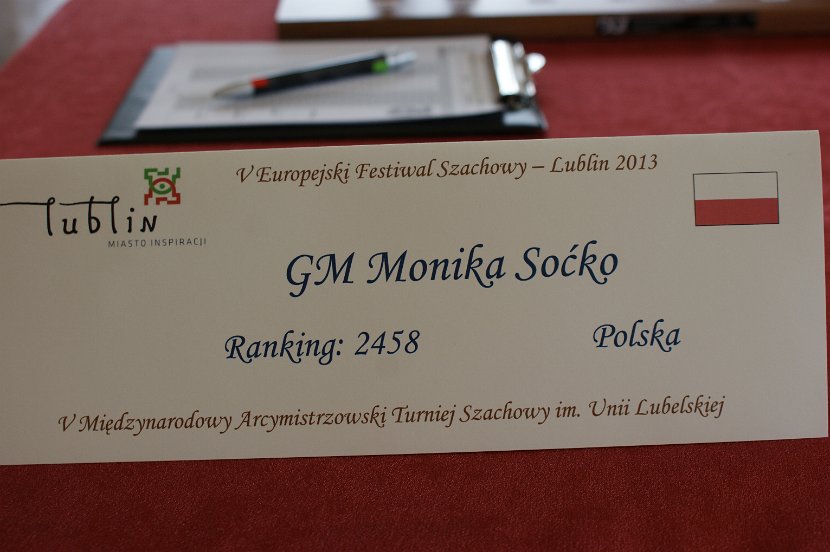 V Europejski Festiwal Szachowy – Lublin 2013
lublin
MIASTO INSPIRACJI
GM Monika Soćko
Ranking: 2458
Polska
V Międzynarodowy Arcymistrzowski Turniej Szachowy im. Unii Lubelskiej